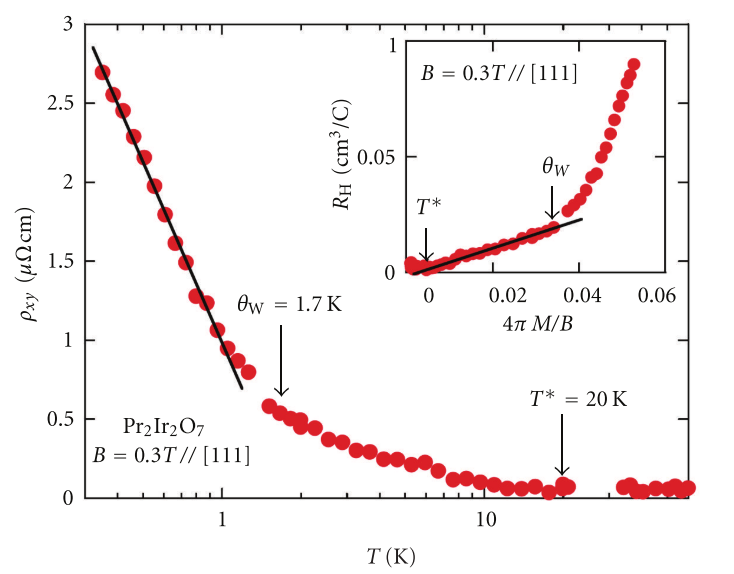 3
2.5
2
1.5
1
0.5
0
ρxy (μΩcm)
1
10
T (K)
θW = 1.7 K
T* = 20 K
Pr2Ir2O7
B = 0.3T // [111]
1
0.05
0
RH (cm³/C)
B = 0.3T // [111]
T*
θW
0
0.02
0.04
0.06
4π M/B